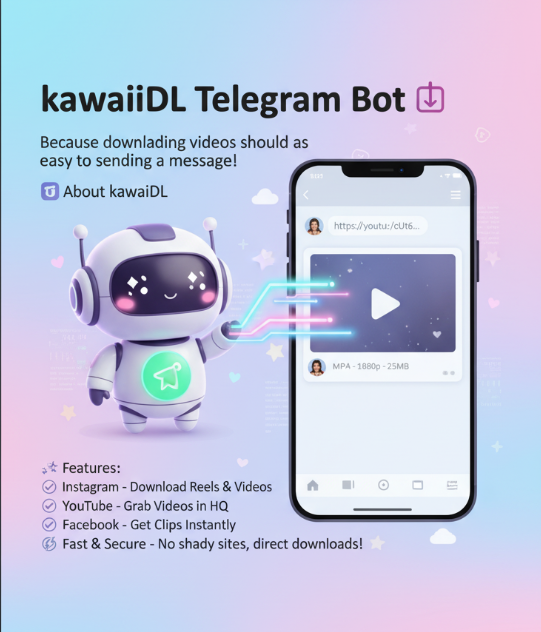 kawaiiDL Telegram Bot
Because downlading videos should as
easy to sending a message!
About kawaiDL
https://youtu:/cUt6...
MPA - 1880p - 25MB
Features:
Instagram - Download Reels & Videos
YouTube - Grab Videos in HQ
Facebook - Get Clips Instantly
Fast & Secure - No shady sites, direct downloads!